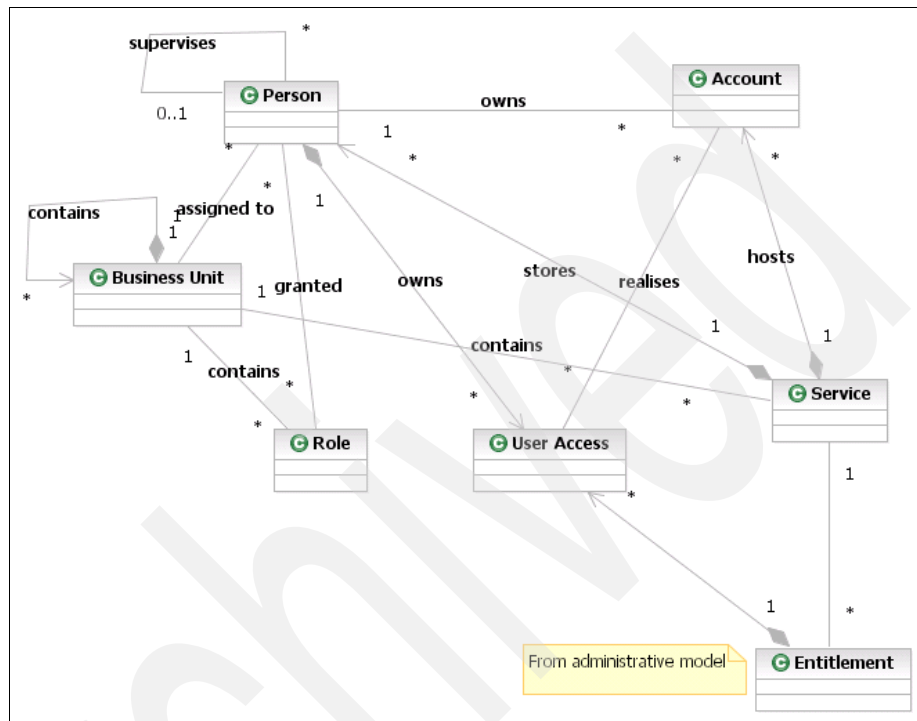 *
supervises
C Person
C Account
owns
0..1
1
*
*
*
*
*
*
1
contains
1
assigned to
1
hosts
C Business Unit
stores
*
1
granted
owns
realises
1
1
contains
1
contains
*
*
*
*
*
C Service
C Role
C User Access
1
*
1
*
From administrative model
C Entitlement
Archived